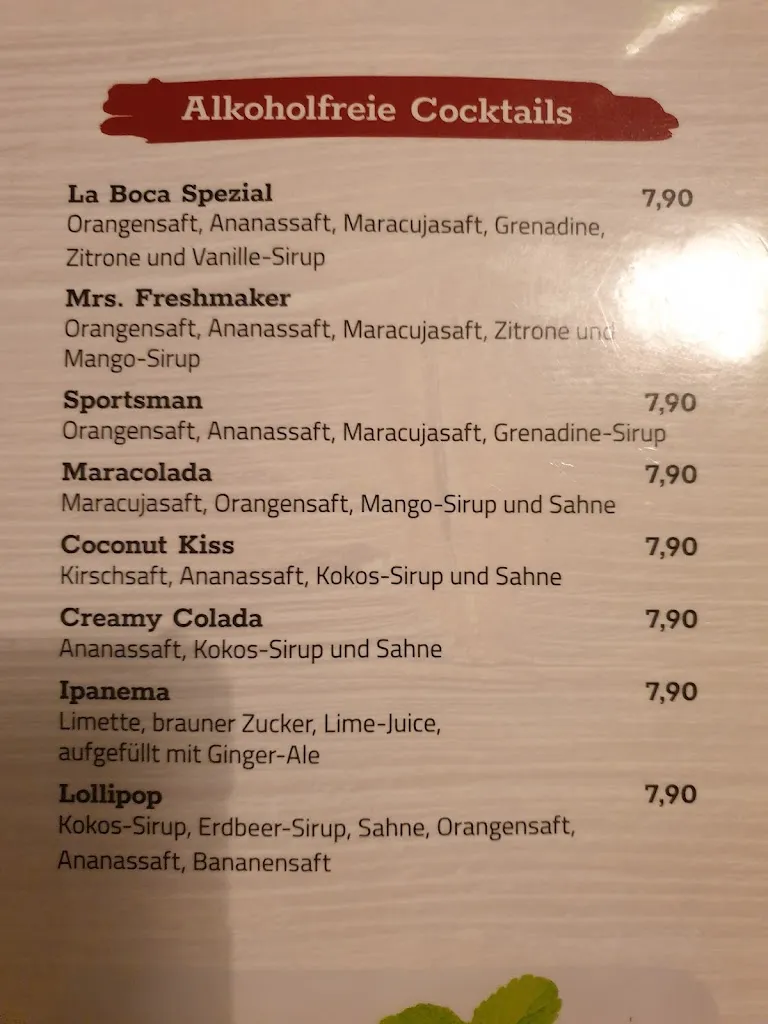 Alkoholfreie Cocktails
La Boca Spezial 7,90
Orangensaft, Ananassaft, Maracujasaft, Grenadine,
Zitrone und Vanille-Sirup
Mrs. Freshmaker
Orangensaft, Ananassaft, Maracujasaft, Zitrone und
Mango-Sirup
Sportsman 7,90
Orangensaft, Ananassaft, Maracujasaft, Grenadine-Sirup
Maracolada 7,90
Maracujasaft, Orangensaft, Mango-Sirup und Sahne
Coconut Kiss 7,90
Kirschsaft, Ananassaft, Kokos-Sirup und Sahne
Creamy Colada 7,90
Ananassaft, Kokos-Sirup und Sahne
Ipanema 7,90
Limette, brauner Zucker, Lime-Juice,
aufgefüllt mit Ginger-Ale
Lollipop 7,90
Kokos-Sirup, Erdbeer-Sirup, Sahne, Orangensaft,
Ananassaft, Bananensaft